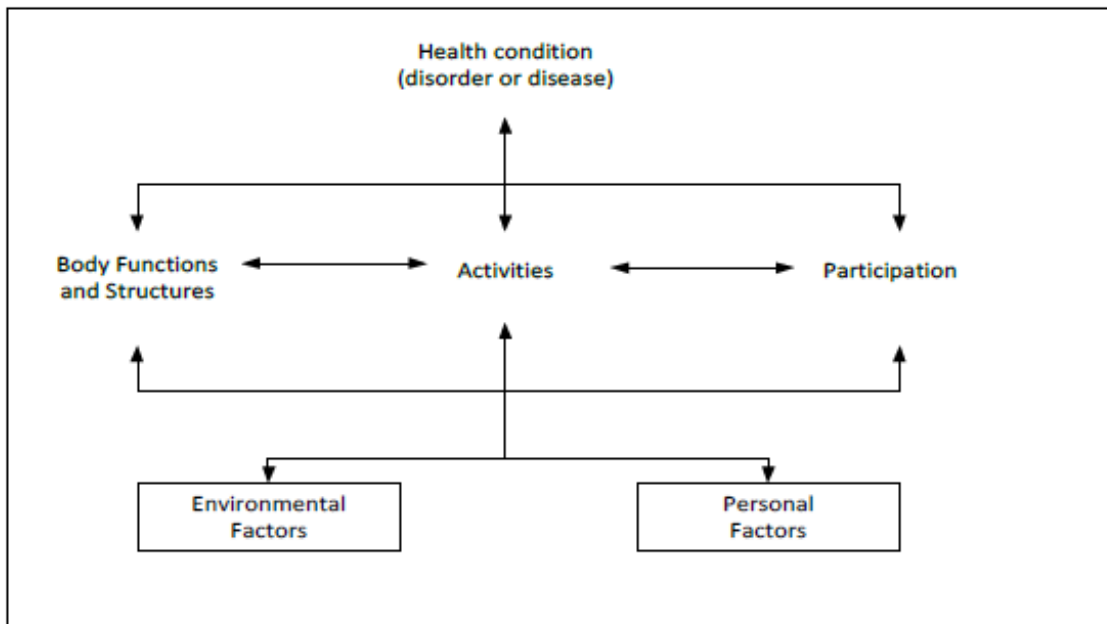 Health condition
(disorder or disease)
Body Functions
and Structures
Activities
Participation
Environmental
Factors
Personal
Factors